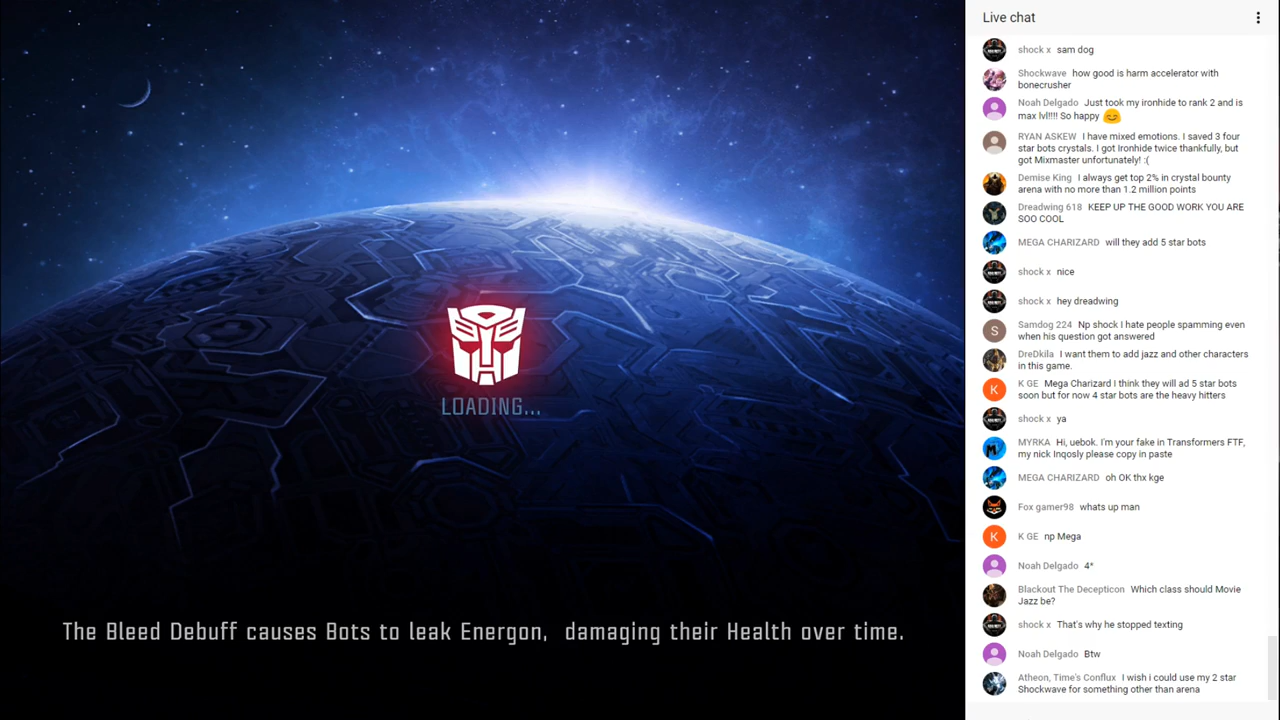 LOADING...
The Bleed Debuff causes Bots to leak Energon, damaging their Health over time.
Live chat
shock x sam dog
Shockwave how good is harm accelerator with
bonecrusher
Noah Delgado Just took my ironhide to rank 2 and is
max lvl!!!! So happy 😊
RYAN ASKEW I have mixed emotions. I saved 3 four
star bots crystals. I got Ironhide twice thankfully, but
got Mixmaster unfortunately! :(
Demise King I always get top 2% in crystal bounty
arena with no more than 1.2 million points
Dreadwing 618 KEEP UP THE GOOD WORK YOU ARE
SOO COOL
MEGA CHARIZARD will they add 5 star bots
shock x nice
shock x hey dreadwing
S
Samdog 224 Np shock I hate people spamming even
when his question got answered
DreDkila I want them to add jazz and other characters
in this game.
K
K GE Mega Charizard I think they will ad 5 star bots
soon but for now 4 star bots are the heavy hitters
shock x ya
MYRKA Hi, uebok. I'm your fake in Transformers FTF,
my nick Inqosly please copy in paste
MEGA CHARIZARD oh OK thx kge
Fox gamer98 whats up man
K
K GE np Mega
Noah Delgado 4*
Blackout The Decepticon Which class should Movie
Jazz be?
shock x That's why he stopped texting
Noah Delgado Btw
Atheon, Time's Conflux I wish i could use my 2 star
Shockwave for something other than arena